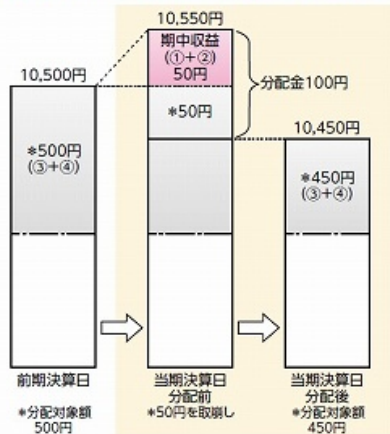 10,550円
期中収益
(①+②)
50円
10,500円
分配金100円
*50円
10,450円
*500円
(③+④)
*450円
(③+④)
前期決算日
当期決算日
分配前
当期決算日
分配後
*分配対象額
500円
*50円を取崩し
*分配対象額
450円